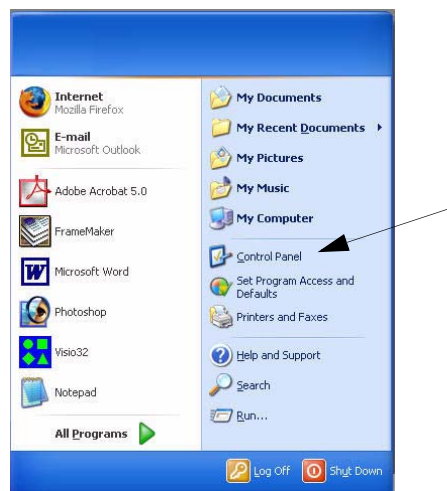 Internet
Mozilla Firefox
E-mail
Microsoft Outlook
Adobe Acrobat 5.0
FrameMaker
Microsoft Word
Photoshop
Visio32
Notepad
All Programs
My Documents
My Recent Documents
My Pictures
My Music
My Computer
Control Panel
Set Program Access and
Defaults
Printers and Faxes
Help and Support
Search
Run...
Log Off
Shut Down